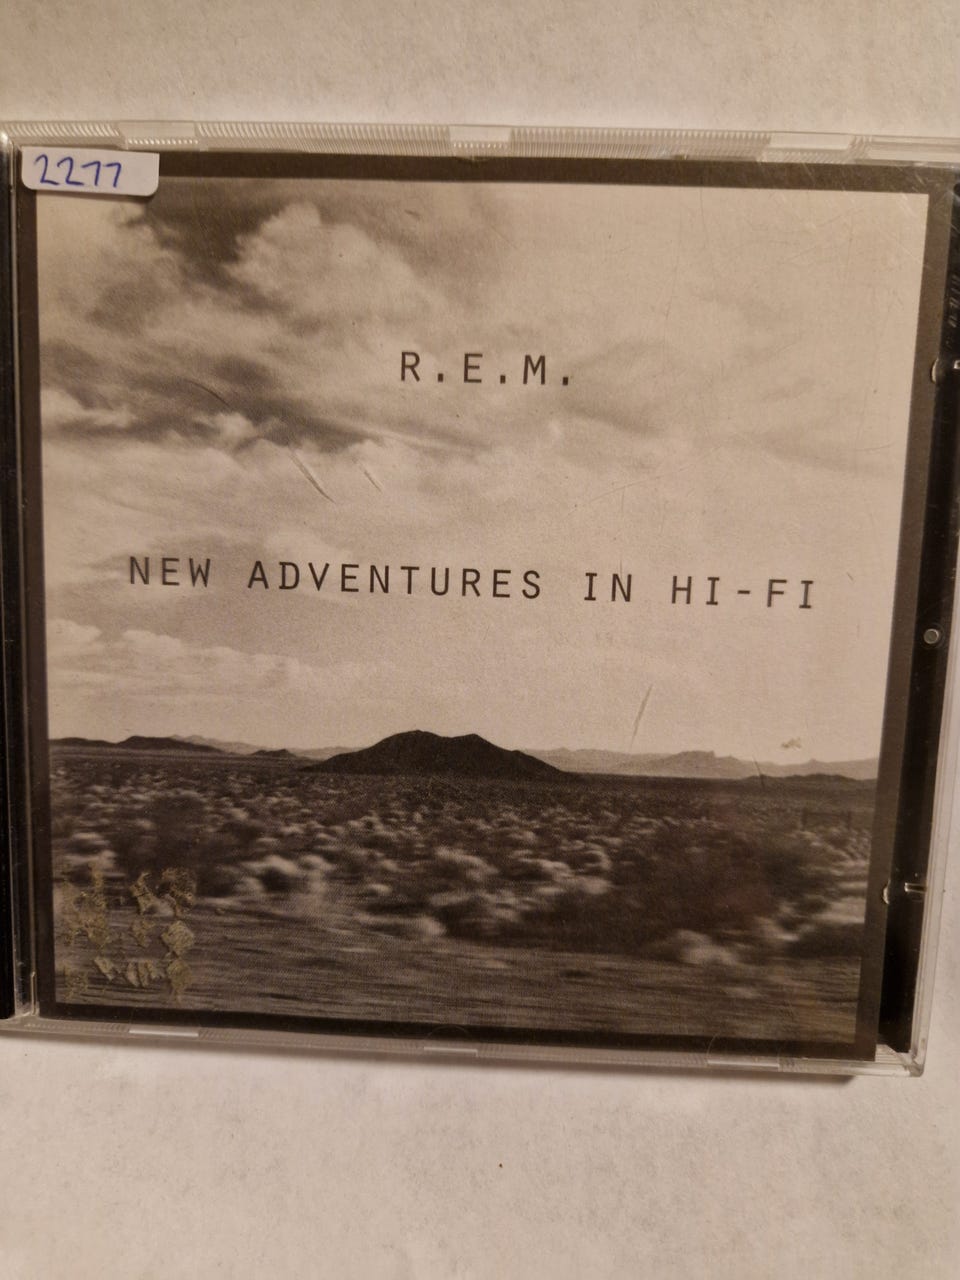 2277
R.E.M.
NEW ADVENTURES IN HI-FI